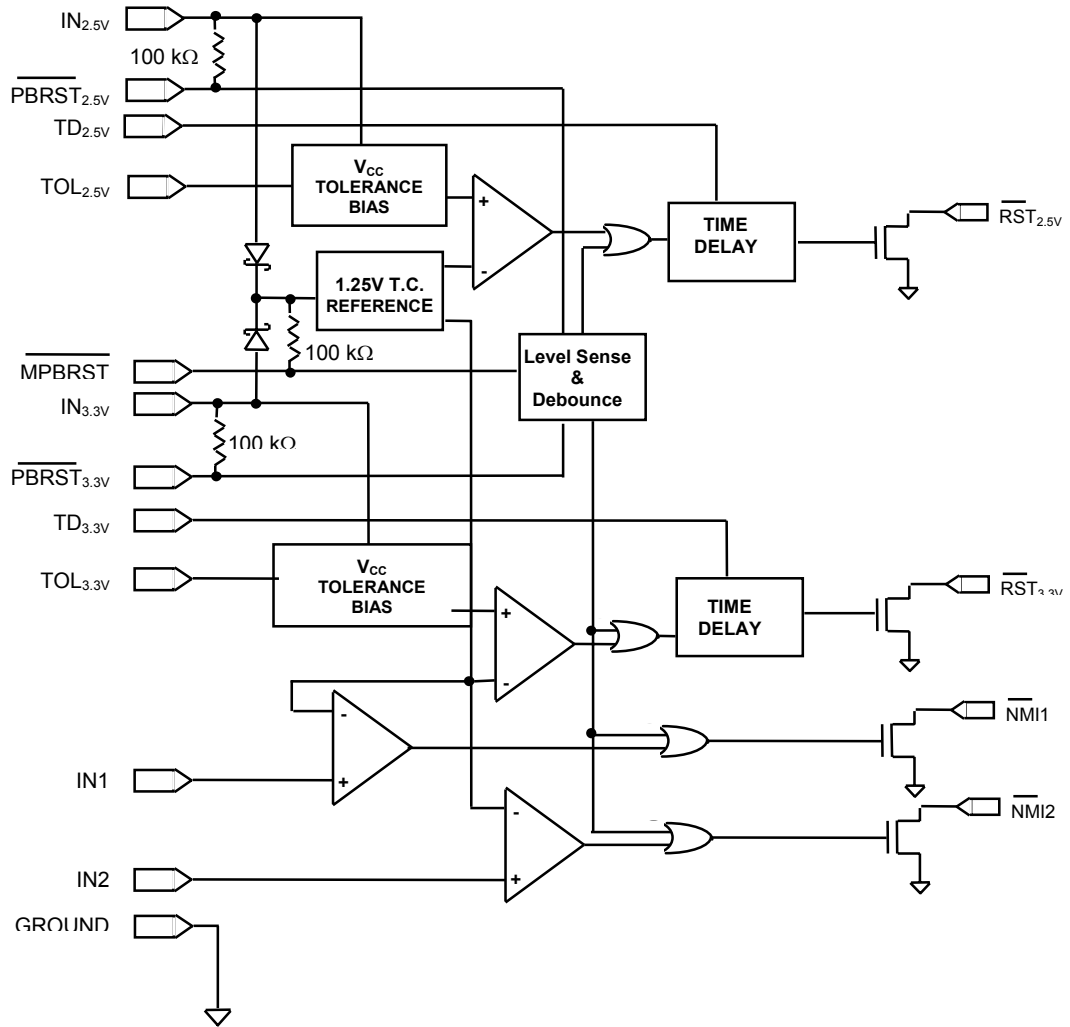 IN2.5V
100 kΩ
PBRST2.5V
TD2.5V
TOL2.5V
VCC
TOLERANCE
BIAS
+
-
TIME
DELAY
RST2.5V
1.25V T.C.
REFERENCE
100 kΩ
MPBRST
Level Sense
&
Debounce
IN3.3V
100 kΩ
PBRST3.3V
TD3.3V
TOL3.3V
VCC
TOLERANCE
BIAS
+
-
TIME
DELAY
RST3.3V
-
+
NMI1
IN1
-
+
NMI2
IN2
GROUND